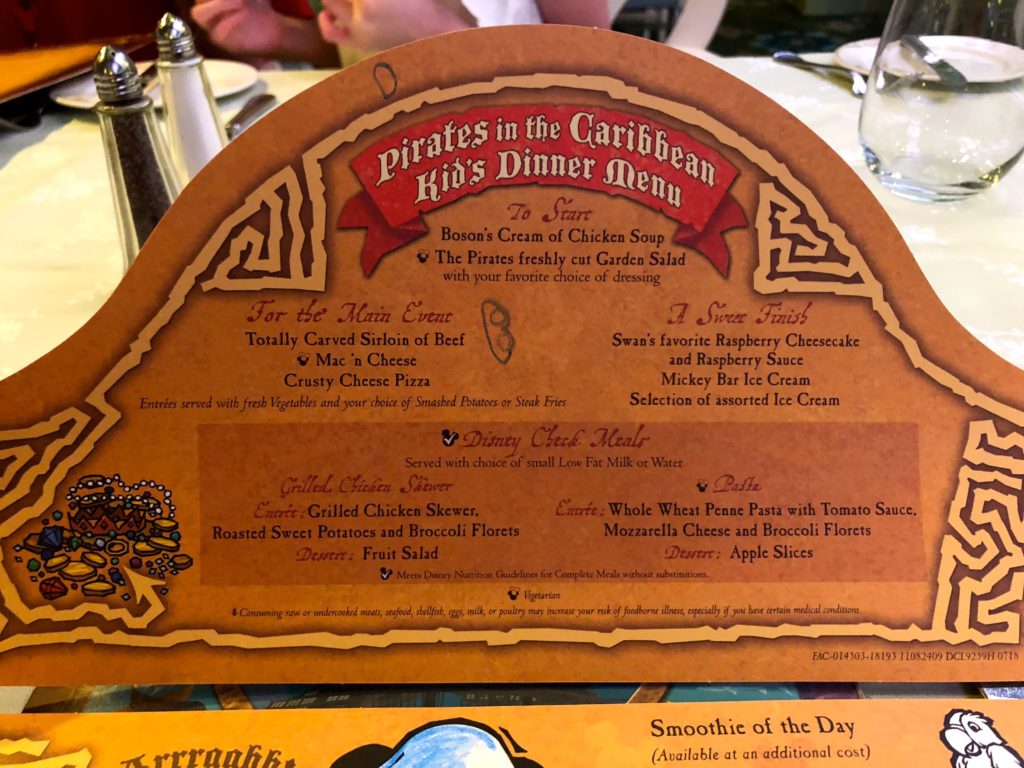 D
Pirates in the Caribbean
Kid's Dinner Menu
To Start
Boson's Cream of Chicken Soup
The Pirates freshly cut Garden Salad
with your favorite choice of dressing
For the Main Event
Totally Carved Sirloin of Beef
Mac 'n Cheese
Crusty Cheese Pizza
Entrées served with fresh Vegetables and your choice of Smashed Potatoes or Steak Fries
8
A Sweet Finish
Swan's favorite Raspberry Cheesecake
and Raspberry Sauce
Mickey Bar Ice Cream
Selection of assorted Ice Cream
Disney Check Meals
Served with choice of small Low Fat Milk or Water
Grilled Chicken Skewer
Entrée: Grilled Chicken Skewer,
Roasted Sweet Potatoes and Broccoli Florets
Dessert: Fruit Salad
Pasta
Entrée: Whole Wheat Penne Pasta with Tomato Sauce,
Mozzarella Cheese and Broccoli Florets
Dessert: Apple Slices
Meets Disney Nutrition Guidelines for Complete Meals without substitutions.
Vegetarian
Consuming raw or undercooked meats, seafood, shellfish, eggs, milk, or poultry may increase your risk of foodborne illness, especially if you have certain medical conditions.
FAC-014503-18193 11082409 DCL9259H 0718
Smoothie of the Day
(Available at an additional cost)